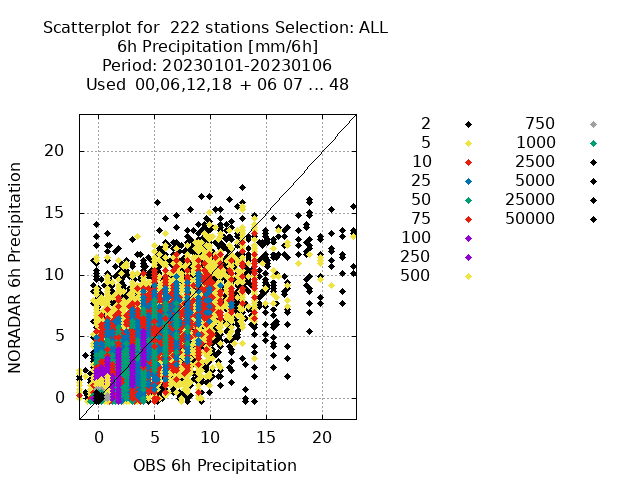 Scatterplot for  222 stations Selection: ALL
6h Precipitation [mm/6h]
Period: 20230101-20230106
Used  00,06,12,18 + 06 07 ... 48
NORADAR 6h Precipitation
20
15
10
5
0
0 5 10 15 20
OBS 6h Precipitation
2 750
5 1000
10 2500
25 5000
50 25000
75 50000
100
250
500